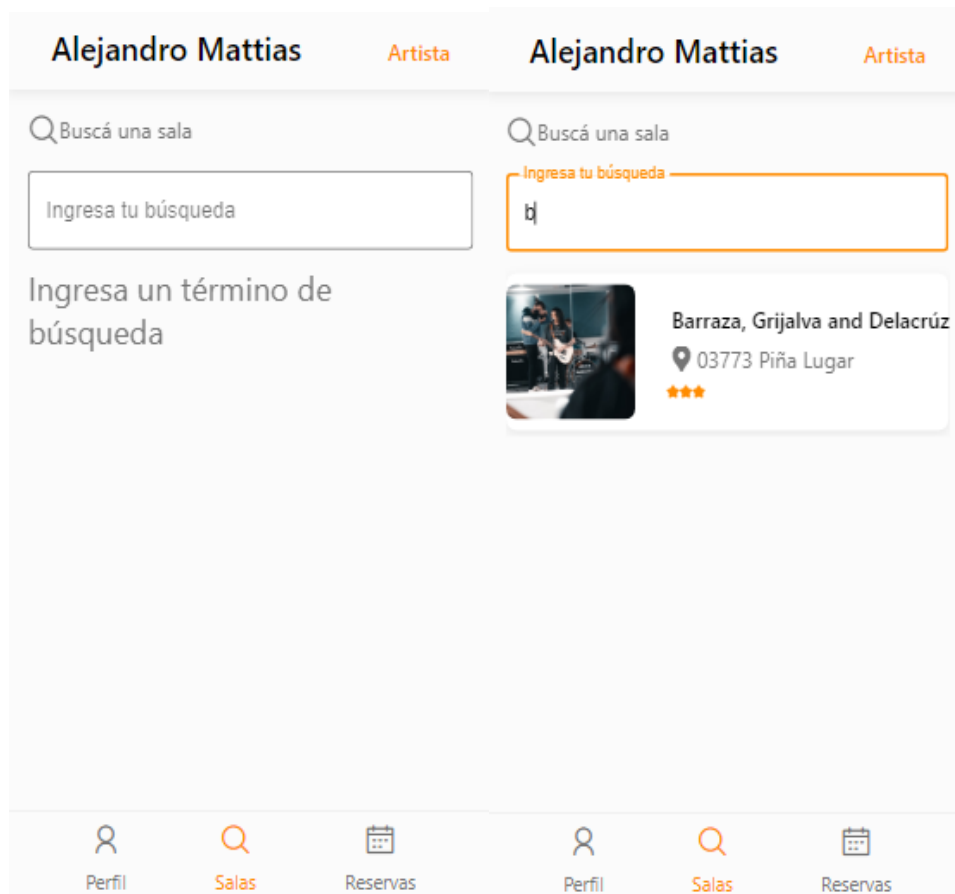 Alejandro Mattias
Artista
Buscá una sala
Ingresa tu búsqueda
Ingresa un término de
búsqueda
Perfil
Salas
Reservas
Alejandro Mattias
Artista
Buscá una sala
Ingresa tu búsqueda
b
Barraza, Grijalva and Delacrúz
03773 Piña Lugar
Perfil
Salas
Reservas